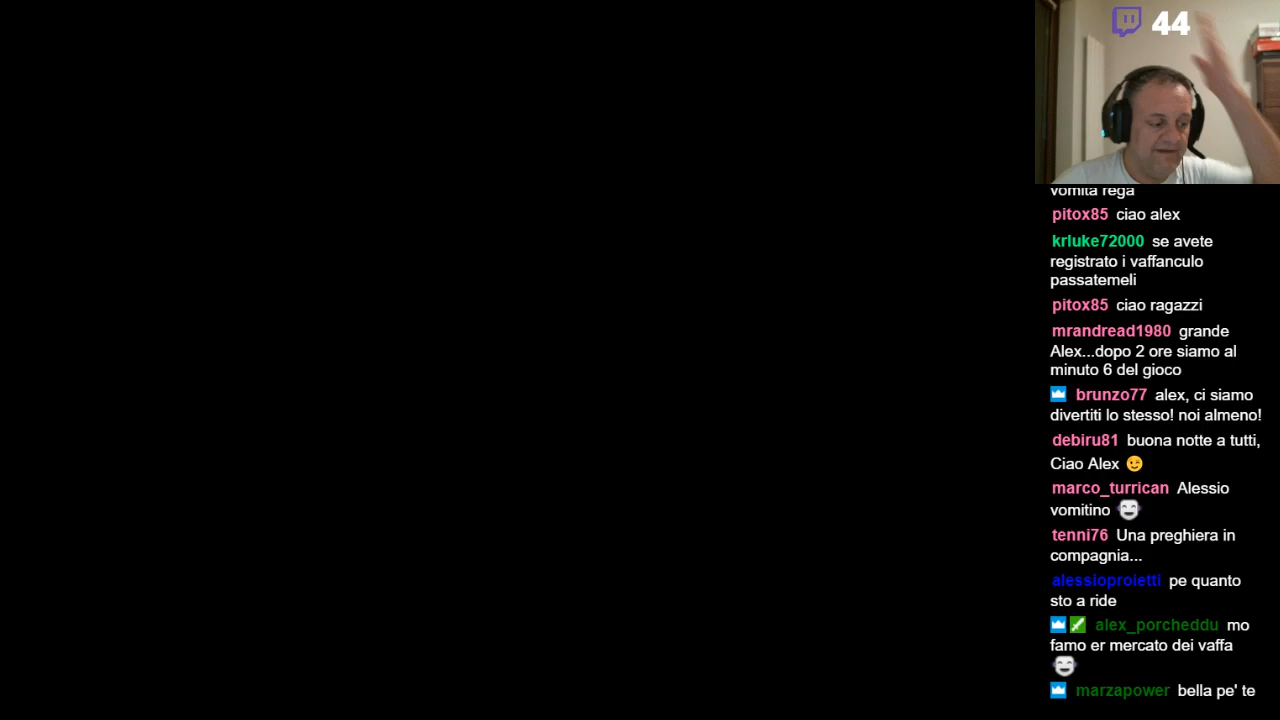 44
vomita rega
pitox85 ciao alex
krluke72000 se avete
registrato i vaffanculo
passatemeli
pitox85 ciao ragazzi
mrandread1980 grande
Alex...dopo 2 ore siamo al
minuto 6 del gioco
brunzo77 alex, ci siamo
divertiti lo stesso! noi almeno!
debiru81 buona notte a tutti,
Ciao Alex 😉
marco_turrican Alessio
vomitino
tenni76 Una preghiera in
compagnia...
alessioproietti pe quanto
sto a ride
alex_porcheddu mo
famo er mercato dei vaffa
marzapower bella pe' te